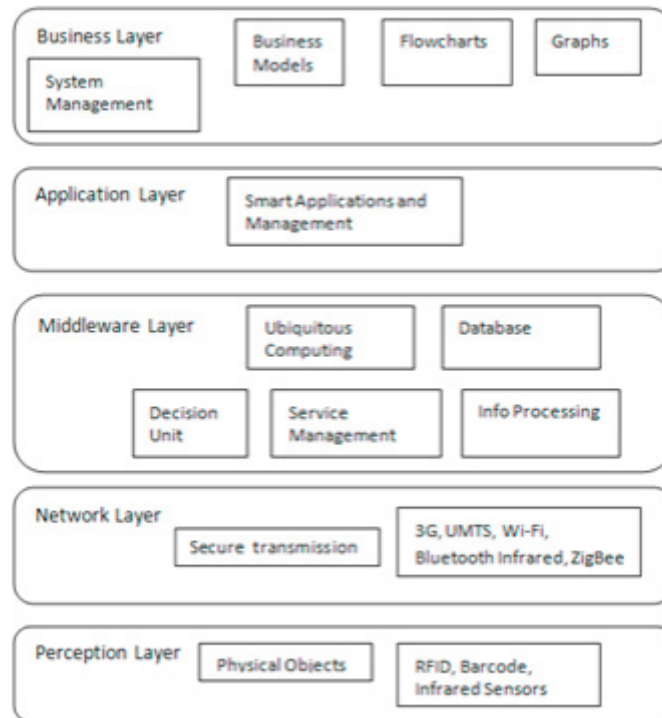 Business Layer
System
Management
Business
Models
Flowcharts
Graphs
Application Layer
Smart Applications and
Management
Middleware Layer
Ubiquitous
Computing
Database
Decision
Unit
Service
Management
Info Processing
Network Layer
Secure transmission
3G, UMTS, Wi-Fi,
Bluetooth Infrared, ZigBee
Perception Layer
Physical Objects
RFID, Barcode,
Infrared Sensors